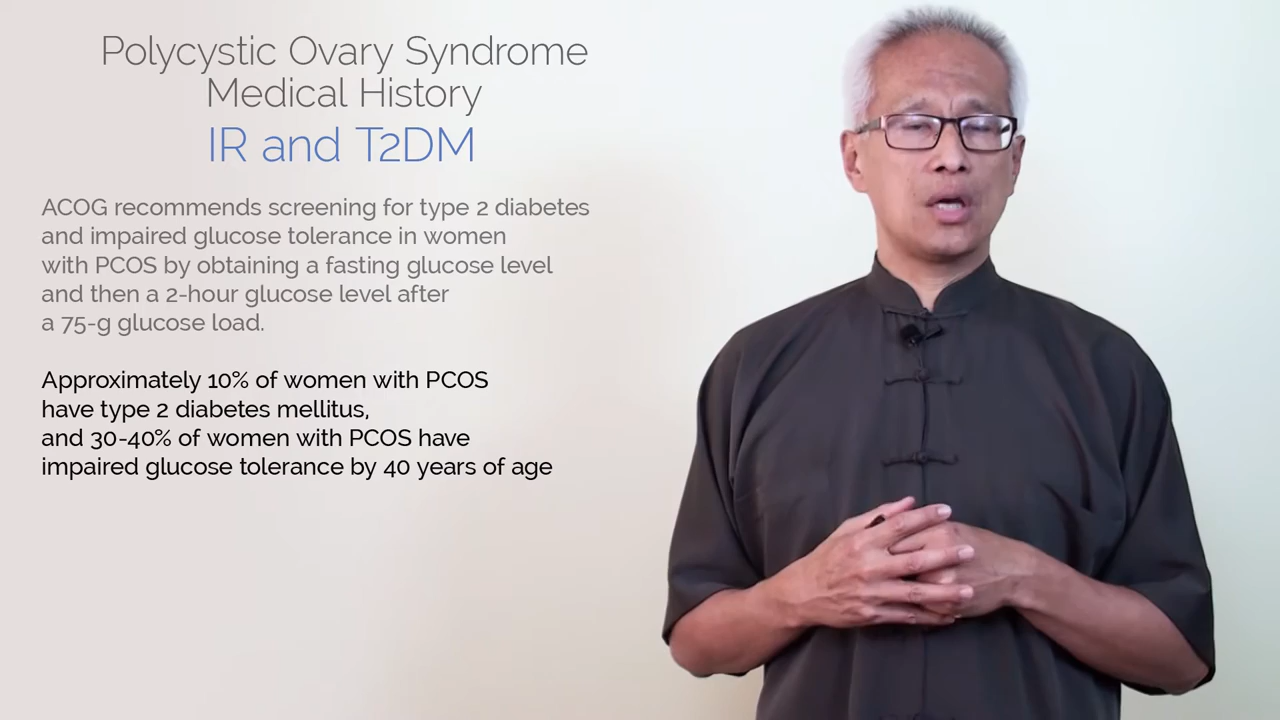 Polycystic Ovary Syndrome
Medical History
IR and T2DM
ACOG recommends screening for type 2 diabetes
and impaired glucose tolerance in women
with PCOS by obtaining a fasting glucose level
and then a 2-hour glucose level after
a 75-g glucose load.
Approximately 10% of women with PCOS
have type 2 diabetes mellitus,
and 30-40% of women with PCOS have
impaired glucose tolerance by 40 years of age